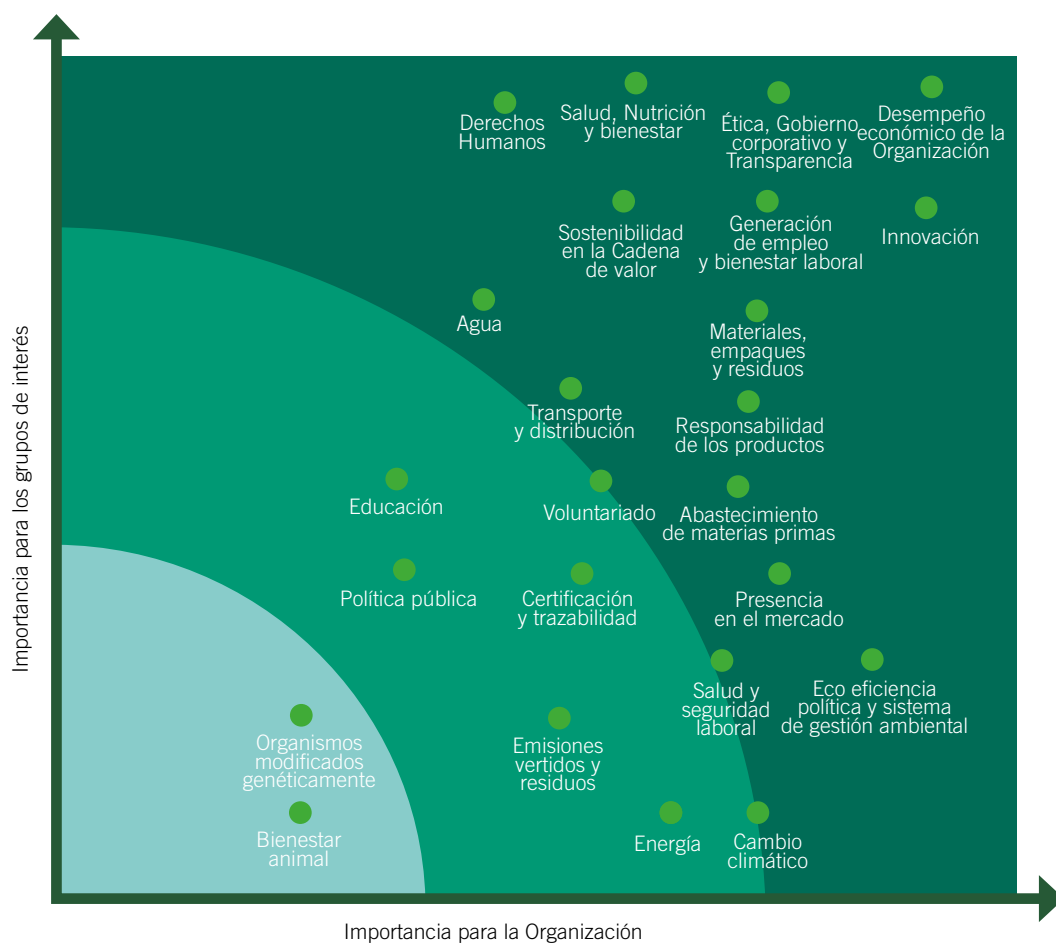 Importancia para los grupos de interés
Derechos
Humanos
Salud, Nutrición
y bienestar
Ética, Gobierno
corporativo y
Transparencia
Desempeño
económico de la
Organización
Sostenibilidad
en la Cadena
de valor
Generación
de empleo
y bienestar laboral
Innovación
Agua
Materiales,
empaques
y residuos
Transporte
y distribución
Responsabilidad
de los productos
Educación
Voluntariado
Abastecimiento
de materias primas
Política pública
Certificación
y trazabilidad
Presencia
en el mercado
Salud y
seguridad
laboral
Eco eficiencia
política y sistema
de gestión ambiental
Organismos
modificados
genéticamente
Emisiones
vertidos y
residuos
Bienestar
animal
Energía
Cambio
climático
Importancia para la Organización